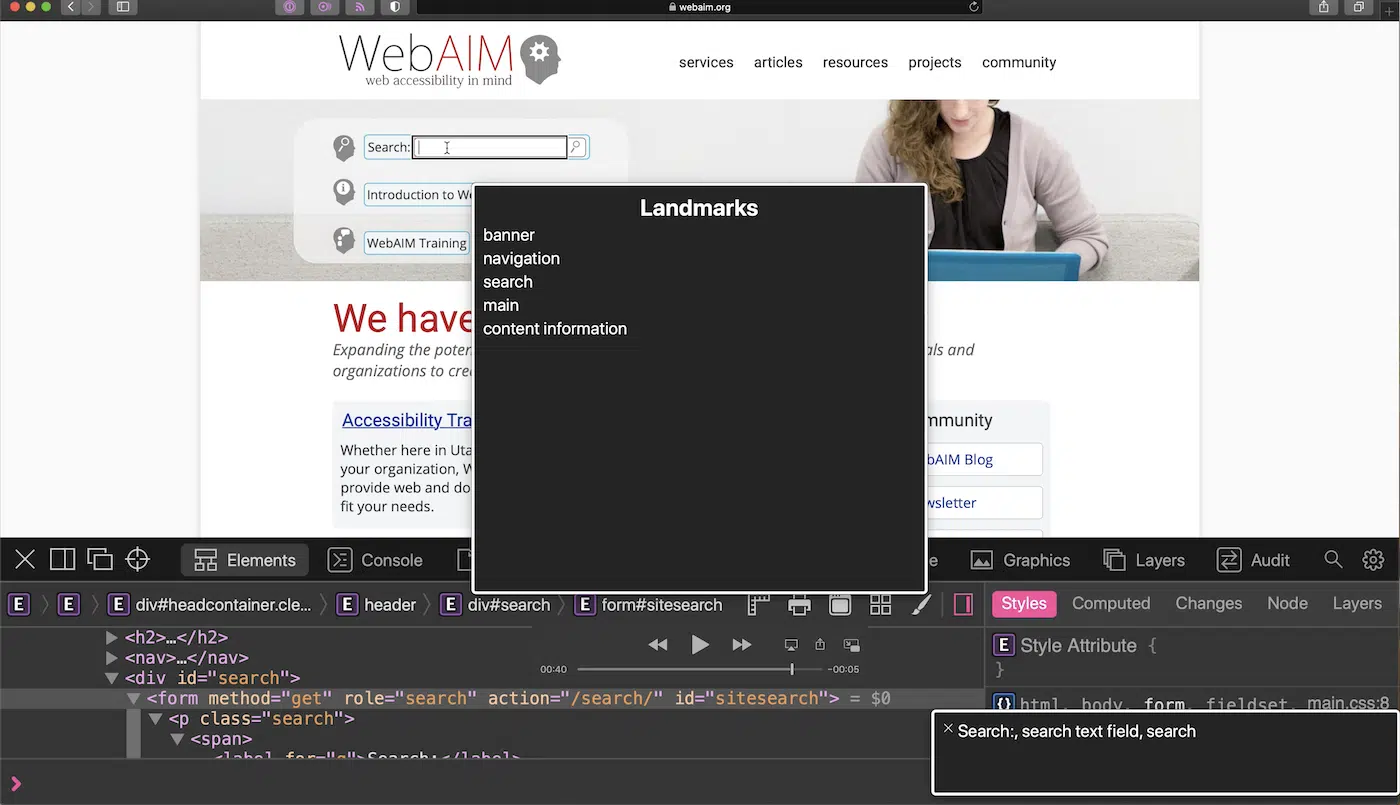 webaim.org
WebAIM
web accessibility in mind
services articles resources projects community
Search:
Introduction to We
WebAIM Training
Landmarks
banner
navigation
search
main
content information
We have
Expanding the poten
als and
organizations to crea
Accessibility Tra
mmunity
Whether here in Uta
your organization, W
provide web and do
fit your needs.
bAIM Blog
wsletter
Elements Console e Graphics Layers Audit
E E E div#headcontainer.cle... E header E div#search E form#sitesearch
Styles Computed Changes Node Layers
<h2>…</h2>
<nav>…</nav>
<div id="search">
<form method="get" role="search" action="/search/" id="sitesearch"> = $0
<p class="search">
<span>
<label for="q">Search:</label>
00:40 -00:05
E Style Attribute {
}
{} html, body, form, fieldset, main.css:8
Search:, search text field, search